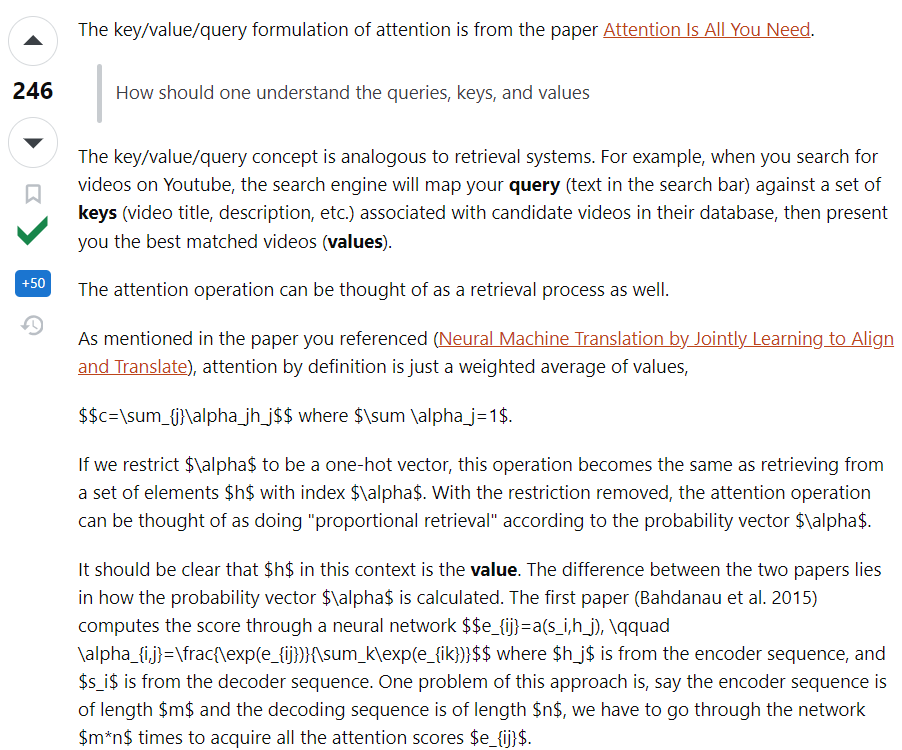 The key/value/query formulation of attention is from the paper Attention Is All You Need.
246
How should one understand the queries, keys, and values
The key/value/query concept is analogous to retrieval systems. For example, when you search for
videos on Youtube, the search engine will map your query (text in the search bar) against a set of
keys (video title, description, etc.) associated with candidate videos in their database, then present
you the best matched videos (values).
+50
The attention operation can be thought of as a retrieval process as well.
As mentioned in the paper you referenced (Neural Machine Translation by Jointly Learning to Align
and Translate), attention by definition is just a weighted average of values,
$$c=\sum_{j}\alpha_jh_j$$ where $\sum \alpha_j=1$.
If we restrict $\alpha$ to be a one-hot vector, this operation becomes the same as retrieving from
a set of elements $h$ with index $\alpha$. With the restriction removed, the attention operation
can be thought of as doing "proportional retrieval" according to the probability vector $\alpha$.
It should be clear that $h$ in this context is the value. The difference between the two papers lies
in how the probability vector $\alpha$ is calculated. The first paper (Bahdanau et al. 2015)
computes the score through a neural network $$e_{ij}=a(s_i,h_j), \qquad
\alpha_{i,j}=\frac{\exp(e_{ij})}{\sum_k\exp(e_{ik})}$$ where $h_j$ is from the encoder sequence, and
$s_i$ is from the decoder sequence. One problem of this approach is, say the encoder sequence is
of length $m$ and the decoding sequence is of length $n$, we have to go through the network
$m*n$ times to acquire all the attention scores $e_{ij}$.